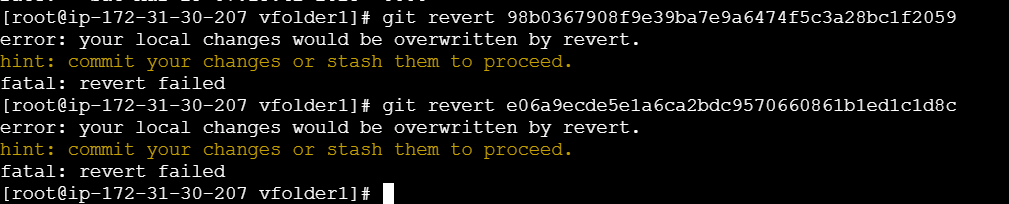 [root@ip-172-31-30-207 vfolder1]# git revert 98b0367908f9e39ba7e9a6474f5c3a28bc1f2059
error: your local changes would be overwritten by revert.
hint: commit your changes or stash them to proceed.
fatal: revert failed
[root@ip-172-31-30-207 vfolder1]# git revert e06a9ecde5e1a6ca2bdc9570660861b1ed1c1d8c
error: your local changes would be overwritten by revert.
hint: commit your changes or stash them to proceed.
fatal: revert failed
[root@ip-172-31-30-207 vfolder1]#